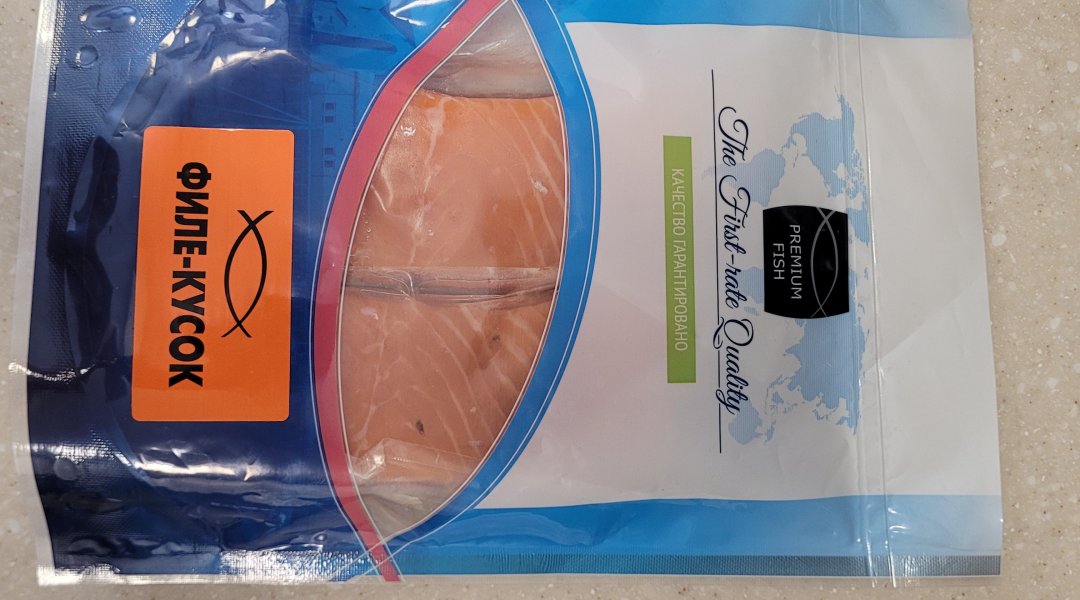 PREMIUM
FISH
The First-rate Quality
КАЧЕСТВО ГАРАНТИРОВАНО
ФИЛЕ-КУСОК